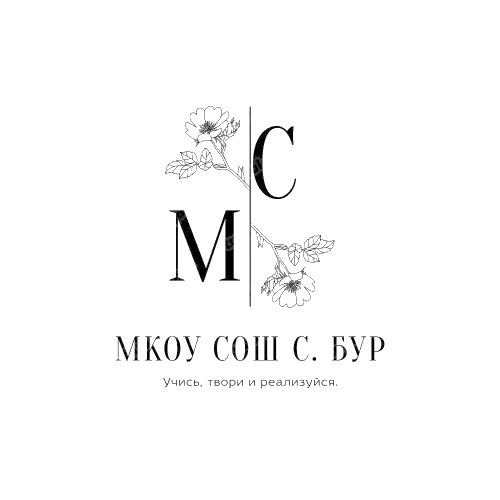 С
М
МКОУ СОШ С. БУР
Учись, твори и реализуйся.